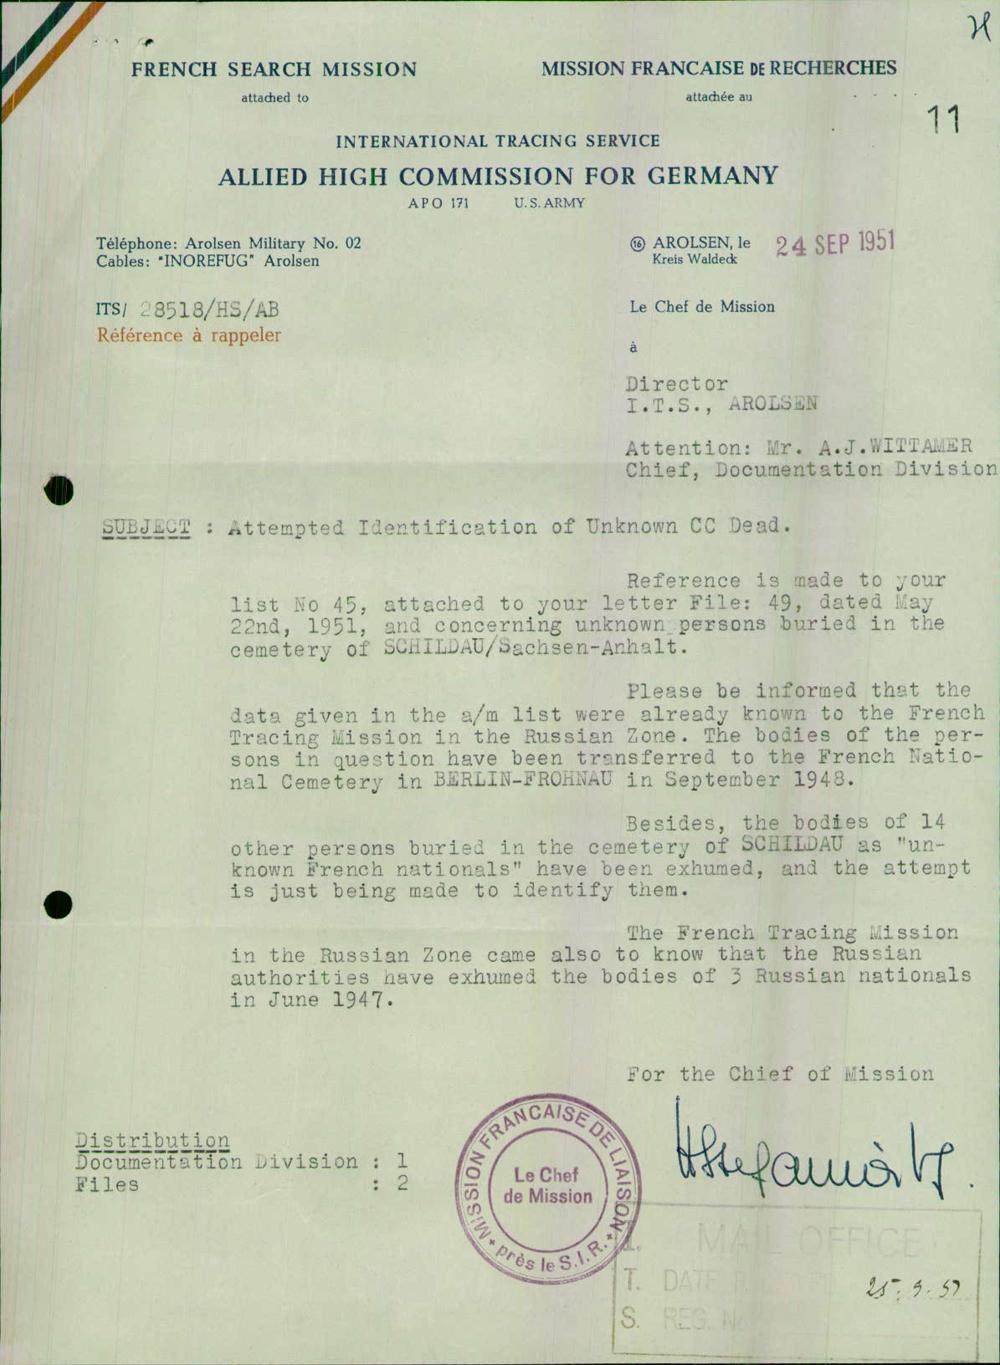 FRENCH SEARCH MISSION
attached to
MISSION FRANCAISE DE RECHERCHES
attachée au
11
INTERNATIONAL TRACING SERVICE
ALLIED HIGH COMMISSION FOR GERMANY
APO 171 U.S. ARMY
Téléphone: Arolsen Military No. 02
Cables: "INOREFUG" Arolsen
(16) AROLSEN, le 24 SEP 1951
Kreis Waldeck
ITS/ 28518/HS/AB
Référence à rappeler
Le Chef de Mission
à
Director
I.T.S., AROLSEN
Attention: Mr. A.J.WITTAMER
Chief, Documentation Division
SUBJECT : Attempted Identification of Unknown CC Dead.
Reference is made to your
list No 45, attached to your letter File: 49, dated May
22nd, 1951, and concerning unknown persons buried in the
cemetery of SCHILDAU/Sachsen-Anhalt.
Please be informed that the
data given in the a/m list were already known to the French
Tracing Mission in the Russian Zone. The bodies of the per-
sons in question have been transferred to the French Natio-
nal Cemetery in BERLIN-FROHNAU in September 1948.
Besides, the bodies of 14
other persons buried in the cemetery of SCHILDAU as "un-
known French nationals" have been exhumed, and the attempt
is just being made to identify them.
The French Tracing Mission
in the Russian Zone came also to know that the Russian
authorities have exhumed the bodies of 3 Russian nationals
in June 1947.
For the Chief of Mission
Distribution
Documentation Division : 1
Files : 2
MISSION FRANCAISE DE LIAISON
Le Chef
de Mission
près le S.I.R.
I. MAIL OFFICE
T. DATE
S. REG. N
25.9.51